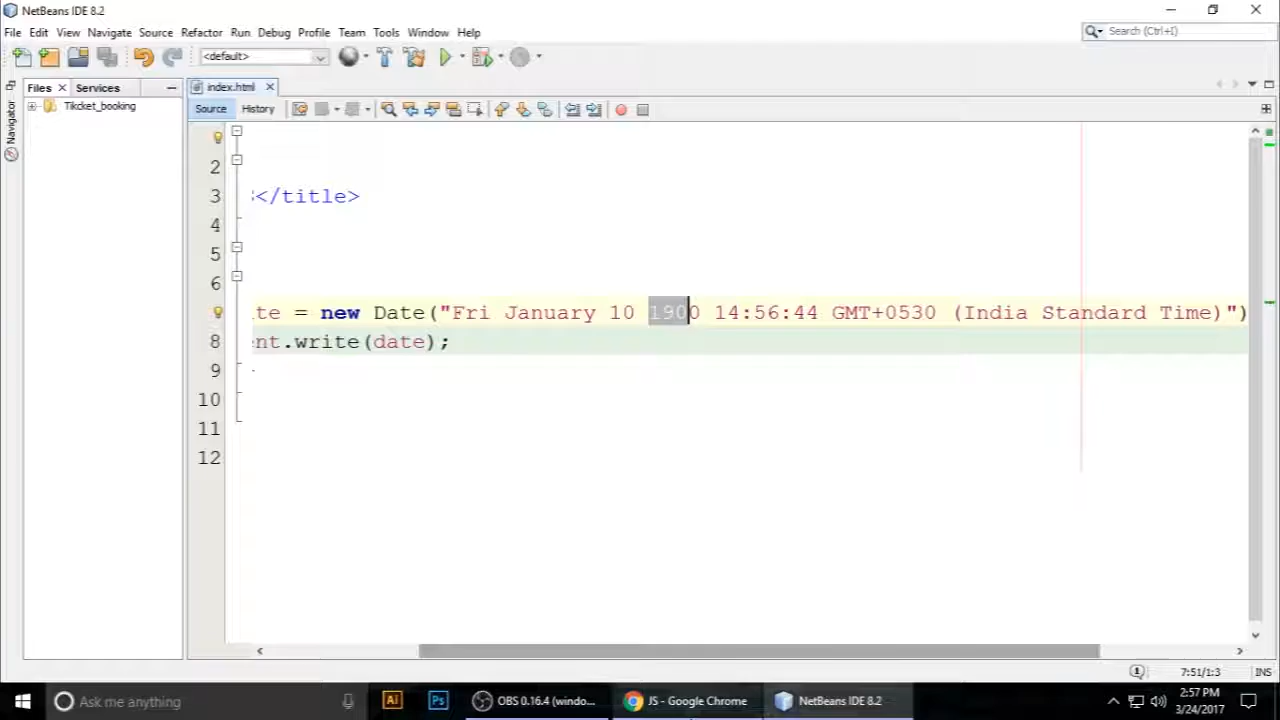 NetBeans IDE 8.2
File Edit View Navigate Source Refactor Run Debug Profile Team Tools Window Help
Search (Ctrl+I)
<default>
Files Services
index.html
Navigator
Tikcket_booking
Source History
2
3 </title>
4
5
6
te = new Date("Fri January 10 1900 14:56:44 GMT+0530 (India Standard Time)")
8 nt.write(date);
9
10
11
12
7:51/1:3 INS
Ask me anything
Ai
Ps
OBS 0.16.4 (windo...
JS - Google Chrome
NetBeans IDE 8.2
2:57 PM
3/24/2017